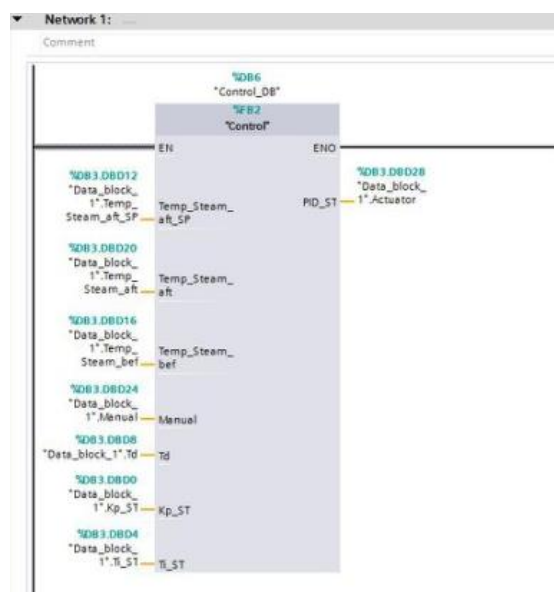 Network 1: ....
Comment
%DB6
"Control_DB"
%FB2
"Control"
EN ENO
%DB3.DBD12
"Data_block_
1".Temp_
Steam_aft_SP
Temp_Steam_
aft_SP
%DB3.DBD28
"Data_block_
1".Actuator
PID_ST
%DB3.DBD20
"Data_block_
1".Temp_
Steam_aft
Temp_Steam_
aft
%DB3.DBD16
"Data_block_
1".Temp_
Steam_bef
Temp_Steam_
bef
%DB3.DBD24
"Data_block_
1".Manual
Manual
%DB3.DBD8
"Data_block_1".Td
Td
%DB3.DBD0
"Data_block_
1".Kp_ST
Kp_ST
%DB3.DBD4
"Data_block_
1".Ti_ST
Ti_ST